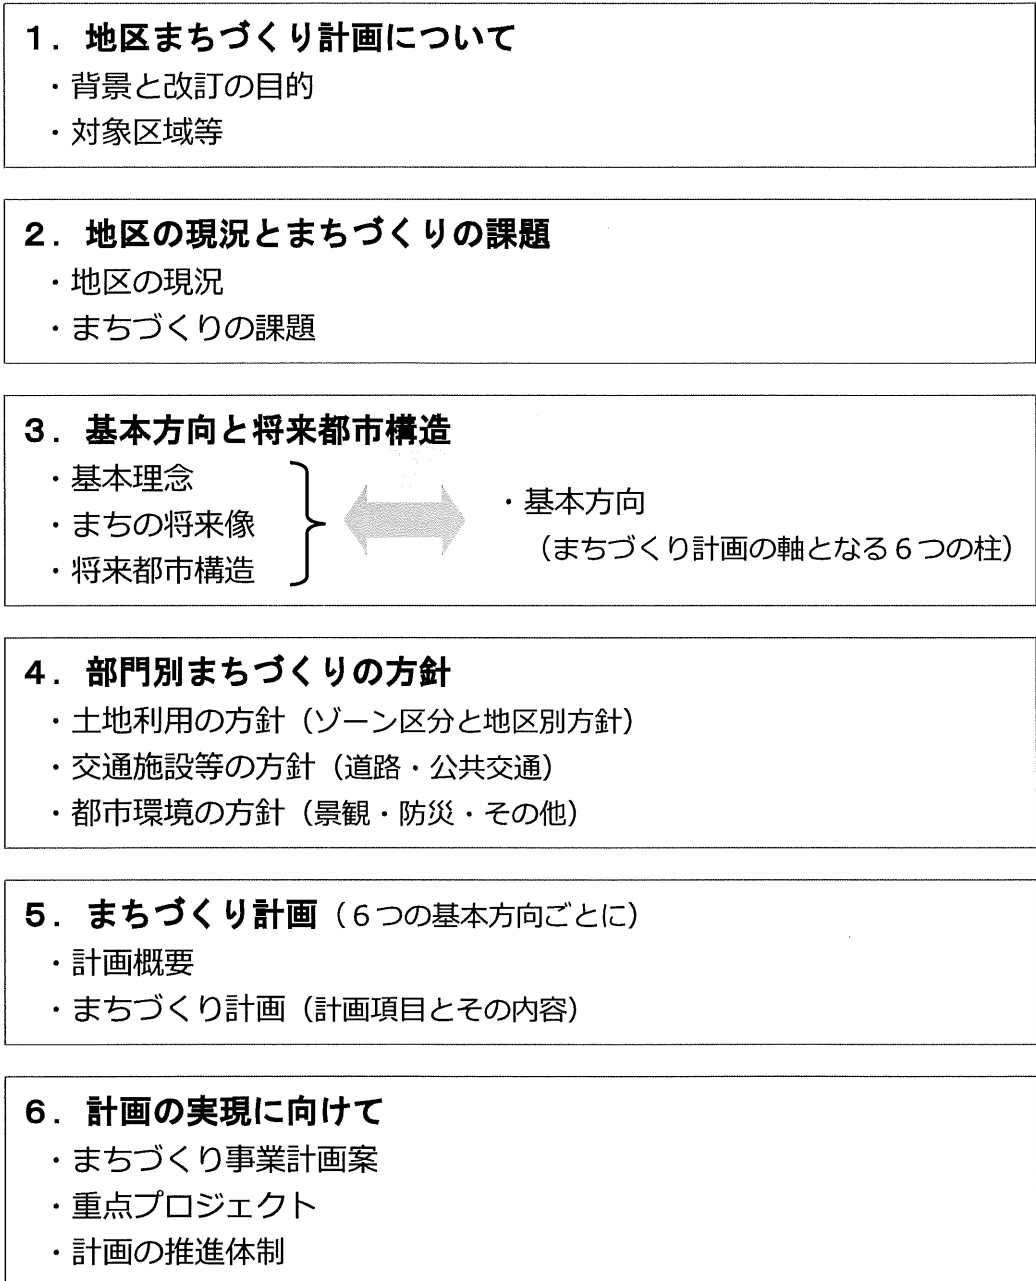 1．地区まちづくり計画について
・背景と改訂の目的
・対象区域等
2．地区の現況とまちづくりの課題
・地区の現況
・まちづくりの課題
3．基本方向と将来都市構造
・基本理念
・まちの将来像
・将来都市構造
・基本方向
（まちづくり計画の軸となる６つの柱）
4．部門別まちづくりの方針
・土地利用の方針（ゾーン区分と地区別方針）
・交通施設等の方針（道路・公共交通）
・都市環境の方針（景観・防災・その他）
5．まちづくり計画（６つの基本方向ごとに）
・計画概要
・まちづくり計画（計画項目とその内容）
6．計画の実現に向けて
・まちづくり事業計画案
・重点プロジェクト
・計画の推進体制